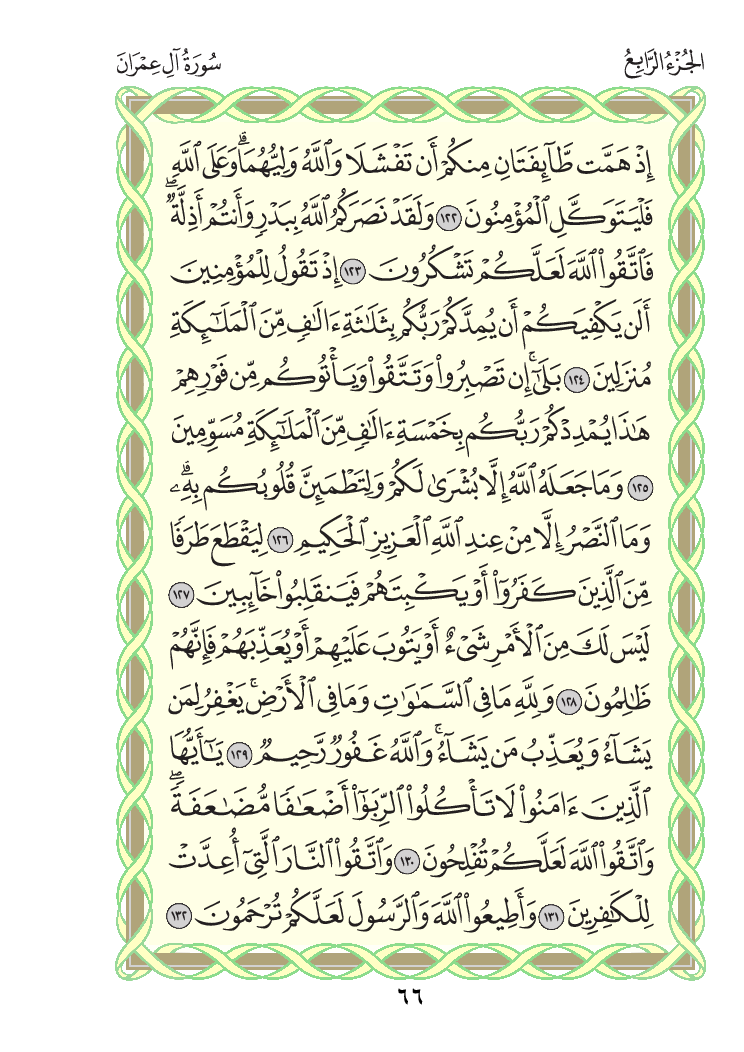 الجُزْءُ الرَّابِعُ
سُورَةُ آلِ عِمْرَانَ
إِذْ هَمَّت طَّآئِفَتَانِ مِنكُمْ أَن تَفْشَلَا وَٱللَّهُ وَلِيُّهُمَاۗ وَعَلَى ٱللَّهِ
فَلْيَتَوَكَّلِ ٱلْمُؤْمِنُونَ ١٢٢ وَلَقَدْ نَصَرَكُمُ ٱللَّهُ بِبَدْرٍ وَأَنتُمْ أَذِلَّةٌۖ
فَٱتَّقُوا۟ ٱللَّهَ لَعَلَّكُمْ تَشْكُرُونَ ١٢٣ إِذْ تَقُولُ لِلْمُؤْمِنِينَ
أَلَن يَكْفِيَكُمْ أَن يُمِدَّكُمْ رَبُّكُم بِثَلَٰثَةِ ءَالَٰفٍ مِّنَ ٱلْمَلَٰٓئِكَةِ
مُنزَلِينَ ١٢٤ بَلَىٰٓۚ إِن تَصْبِرُوا۟ وَتَتَّقُوا۟ وَيَأْتُوكُم مِّن فَوْرِهِمْ
هَٰذَا يُمْدِدْكُمْ رَبُّكُم بِخَمْسَةِ ءَالَٰفٍ مِّنَ ٱلْمَلَٰٓئِكَةِ مُسَوِّمِينَ
١٢٥ وَمَا جَعَلَهُ ٱللَّهُ إِلَّا بُشْرَىٰ لَكُمْ وَلِتَطْمَئِنَّ قُلُوبُكُم بِهِۦۗ
وَمَا ٱلنَّصْرُ إِلَّا مِنْ عِندِ ٱللَّهِ ٱلْعَزِيزِ ٱلْحَكِيمِ ١٢٦ لِيَقْطَعَ طَرَفًا
مِّنَ ٱلَّذِينَ كَفَرُوٓا۟ أَوْ يَكْبِتَهُمْ فَيَنقَلِبُوا۟ خَآئِبِينَ ١٢٧
لَيْسَ لَكَ مِنَ ٱلْأَمْرِ شَىْءٌ أَوْ يَتُوبَ عَلَيْهِمْ أَوْ يُعَذِّبَهُمْ فَإِنَّهُمْ
ظَٰلِمُونَ ١٢٨ وَلِلَّهِ مَا فِى ٱلسَّمَٰوَٰتِ وَمَا فِى ٱلْأَرْضِۚ يَغْفِرُ لِمَن
يَشَآءُ وَيُعَذِّبُ مَن يَشَآءُۚ وَٱللَّهُ غَفُورٌ رَّحِيمٌ ١٢٩ يَٰٓأَيُّهَا
ٱلَّذِينَ ءَامَنُوا۟ لَا تَأْكُلُوا۟ ٱلرِّبَوٰٓا۟ أَضْعَٰفًا مُّضَٰعَفَةًۖ
وَٱتَّقُوا۟ ٱللَّهَ لَعَلَّكُمْ تُفْلِحُونَ ١٣٠ وَٱتَّقُوا۟ ٱلنَّارَ ٱلَّتِىٓ أُعِدَّتْ
لِلْكَٰفِرِينَ ١٣١ وَأَطِيعُوا۟ ٱللَّهَ وَٱلرَّسُولَ لَعَلَّكُمْ تُرْحَمُونَ ١٣٢
٦٦